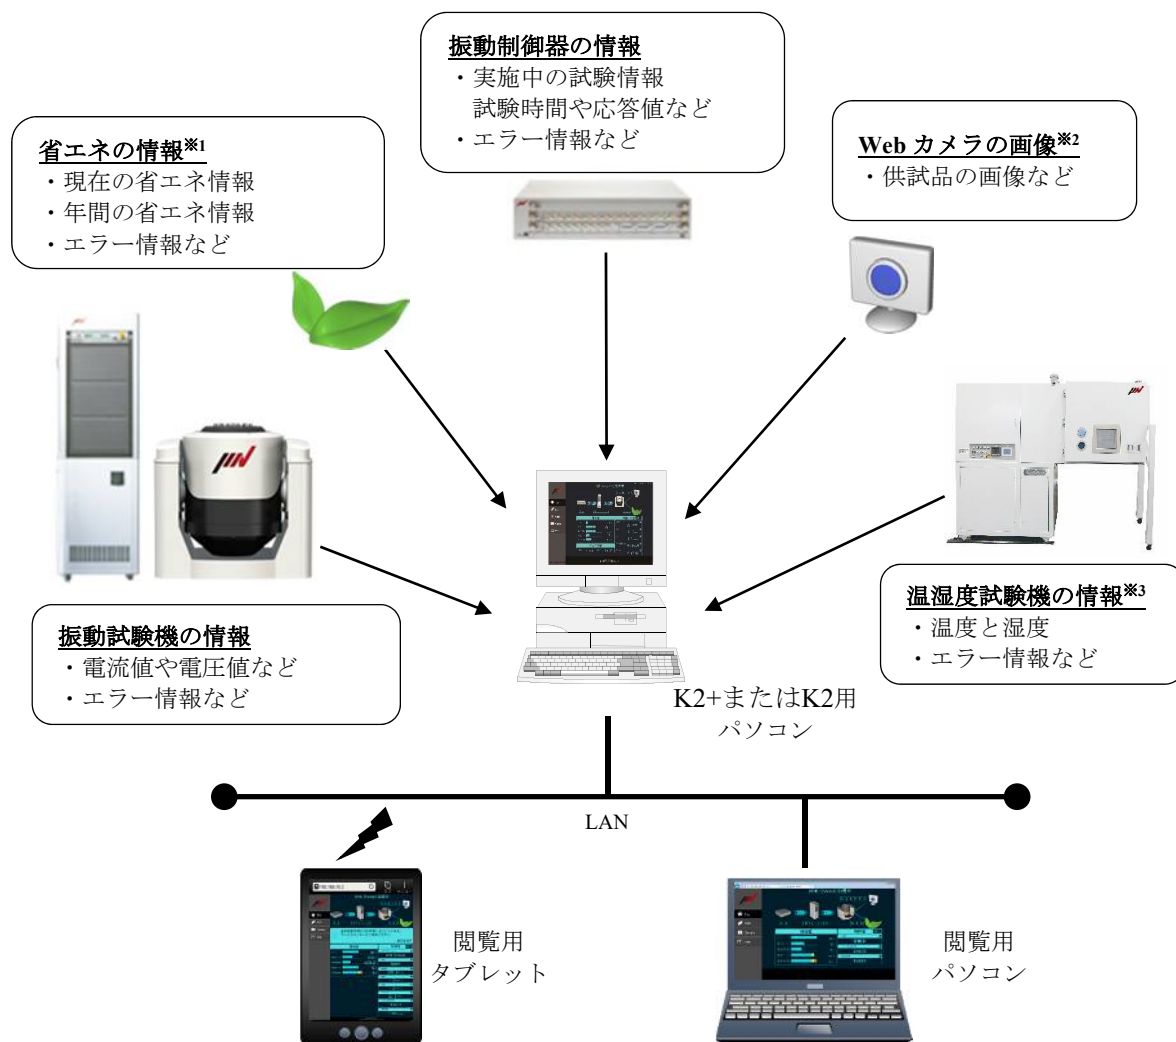 振動制御器の情報
・実施中の試験情報
試験時間や応答値など
・エラー情報など
省エネの情報※1
・現在の省エネ情報
・年間の省エネ情報
・エラー情報など
Web カメラの画像※2
・供試品の画像など
振動試験機の情報
・電流値や電圧値など
・エラー情報など
温湿度試験機の情報※3
・温度と湿度
・エラー情報など
K2+またはK2用
パソコン
LAN
閲覧用
タブレット
閲覧用
パソコン